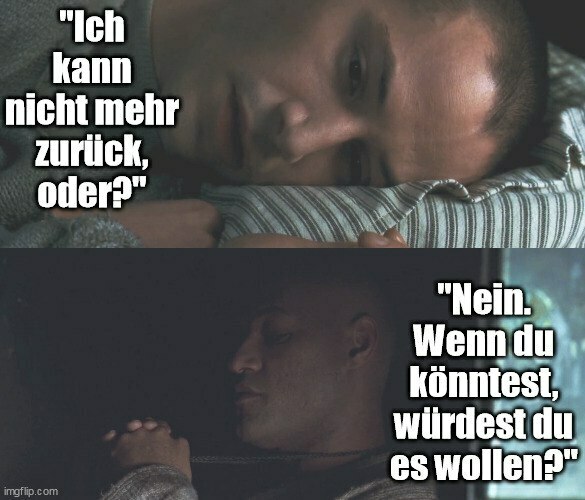 "Ich
kann
nicht mehr
zurück,
oder?"
"Nein.
Wenn du
könntest,
würdest du
es wollen?"
imgflip.com